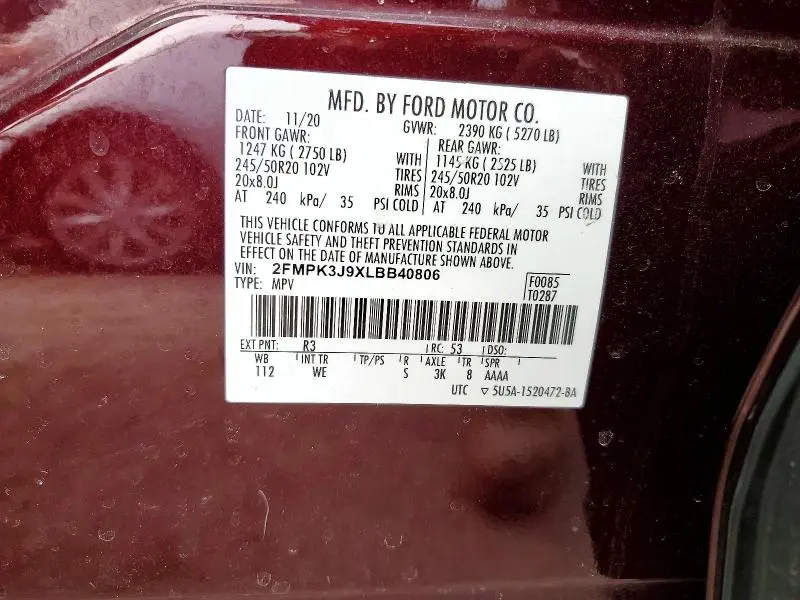 MFD. BY FORD MOTOR CO.
DATE: 11/20 GVWR: 2390 KG ( 5270 LB)
FRONT GAWR: REAR GAWR:
1247 KG ( 2750 LB) WITH 1145 KG ( 2525 LB) WITH
245/50R20 102V TIRES 245/50R20 102V TIRES
20x8.0J RIMS 20x8.0J RIMS
AT 240 kPa/ 35 PSI COLD AT 240 kPa/ 35 PSI COLD
THIS VEHICLE CONFORMS TO ALL APPLICABLE FEDERAL MOTOR
VEHICLE SAFETY AND THEFT PREVENTION STANDARDS IN
EFFECT ON THE DATE OF MANUFACTURE SHOWN ABOVE.
VIN: 2FMPK3J9XLBB40806 F0085
TYPE: MPV T0287
EXT PNT: R3 RC: 53 DSO:
WB INT TR TP/PS R AXLE TR SPR
112 WE S 3K 8 AAAA
UTC ▽ 5U5A-1520472-BA